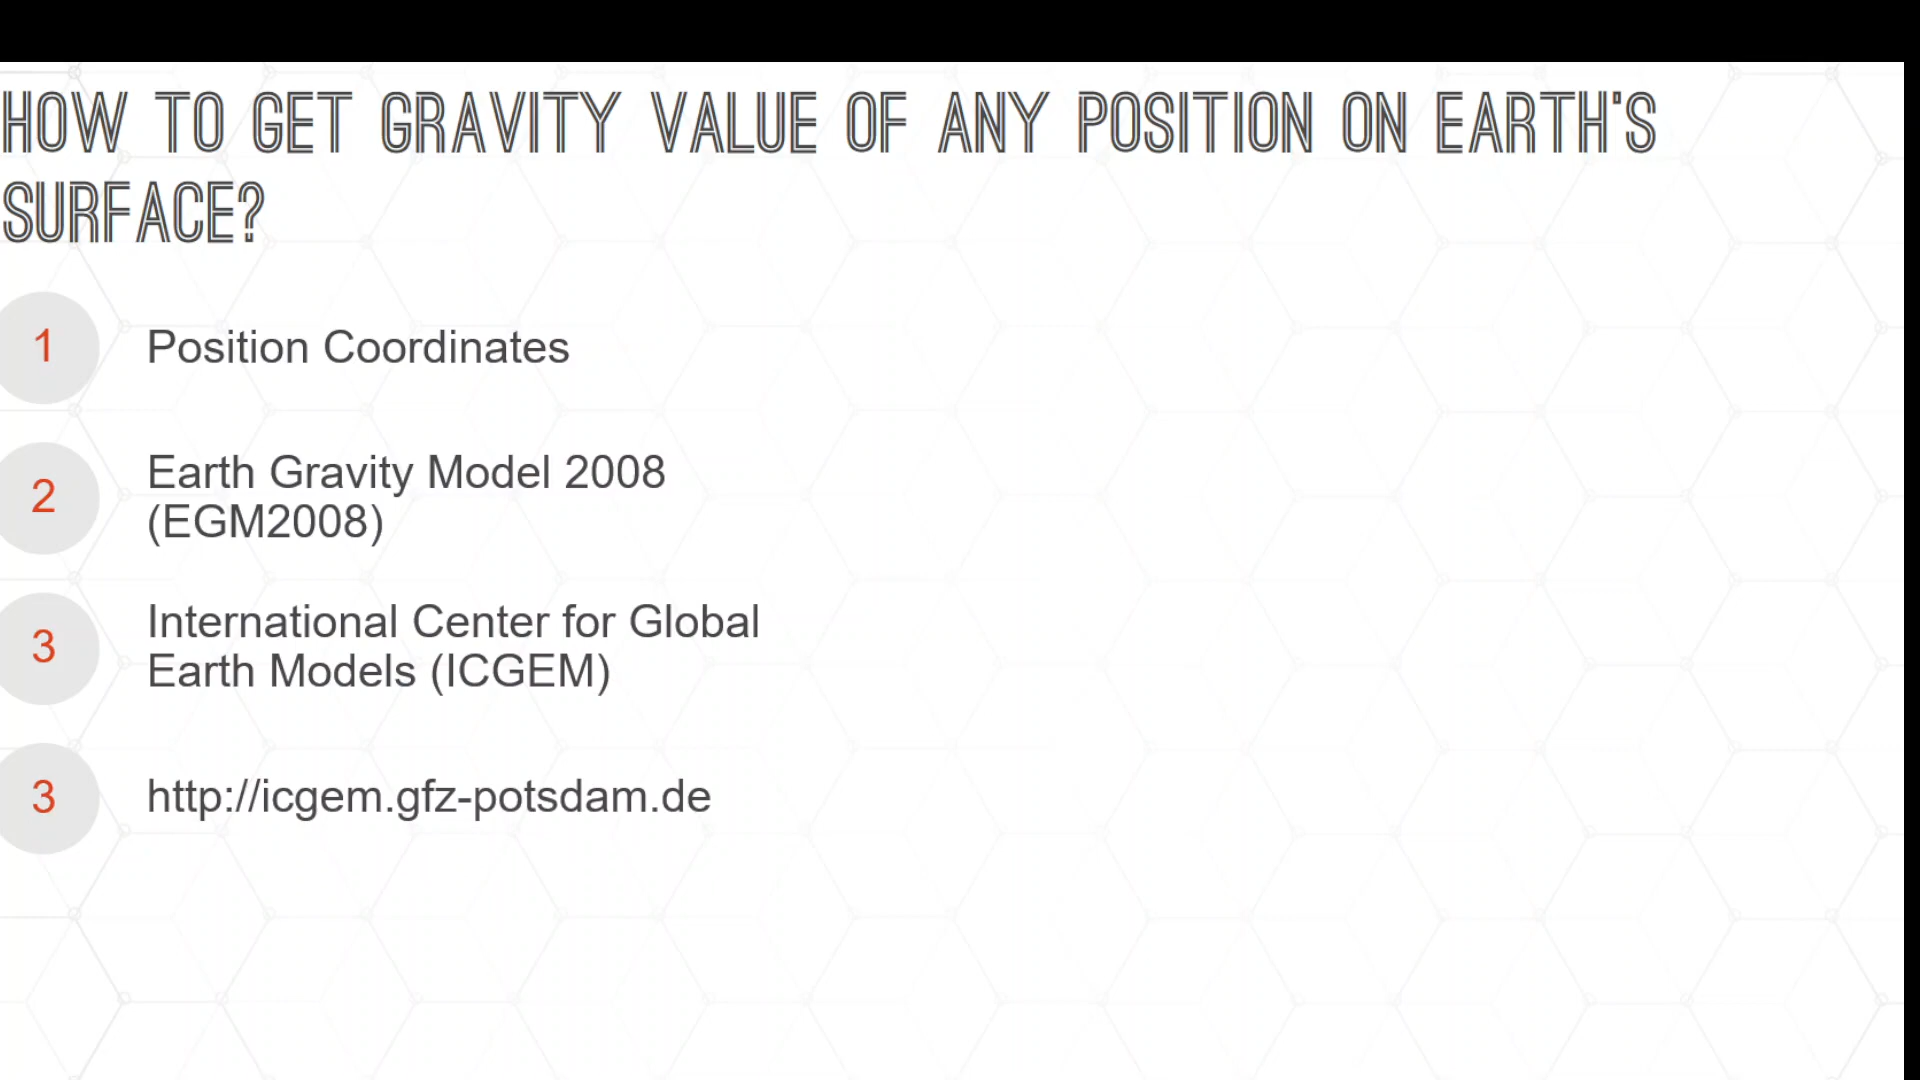 HOW TO GET GRAVITY VALUE OF ANY POSITION ON EARTH'S
SURFACE?
1 Position Coordinates
2 Earth Gravity Model 2008
(EGM2008)
3 International Center for Global
Earth Models (ICGEM)
3 http://icgem.gfz-potsdam.de